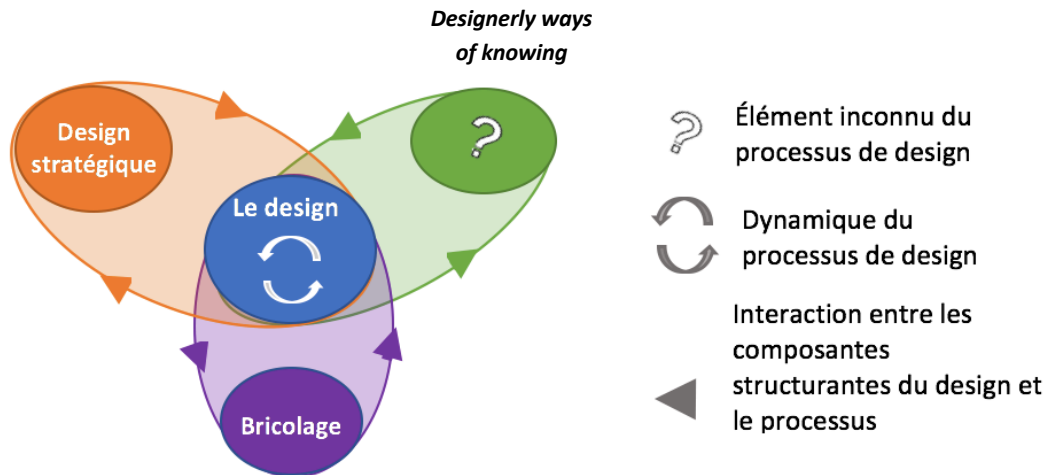 Designerly ways
of knowing
Design
stratégique
?
Le design
Bricolage
?
Élément inconnu du
processus de design
Dynamique du
processus de design
Interaction entre les
composantes
structurantes du design et
le processus